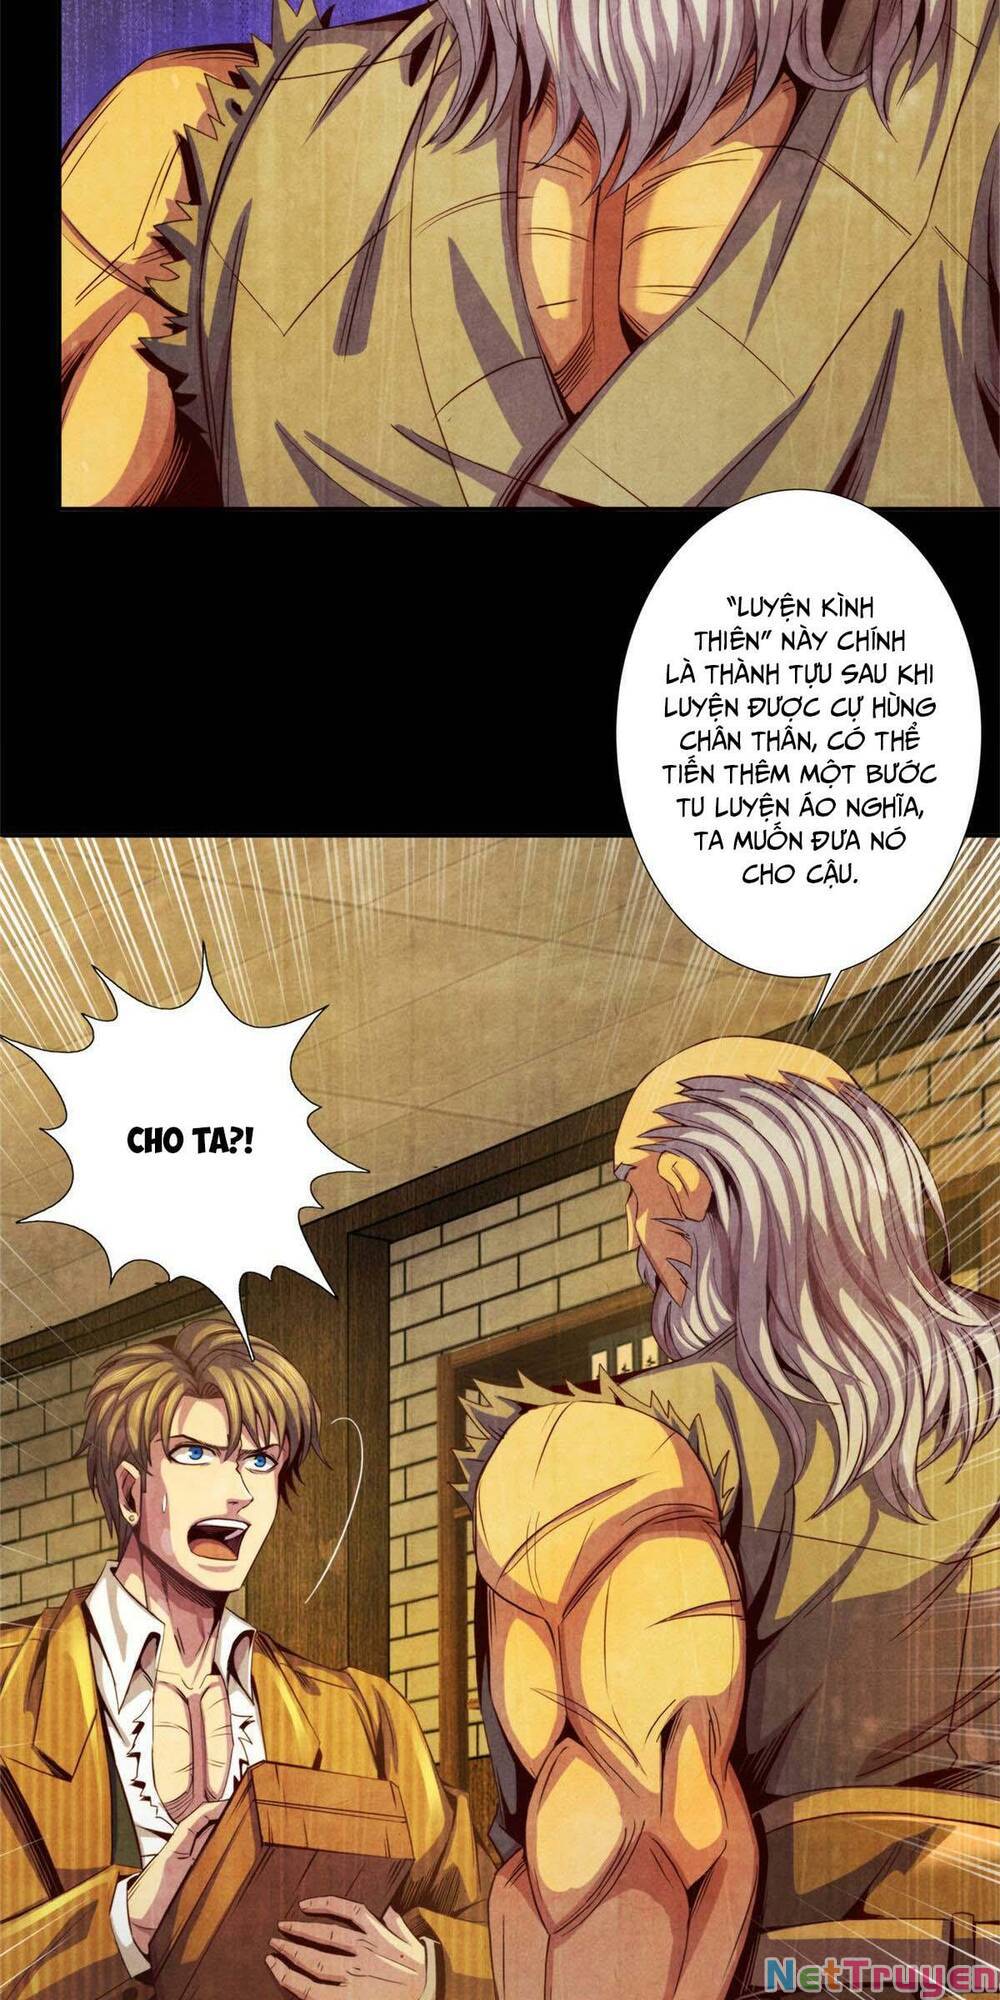 "LUYỆN KÌNH
THIÊN" NÀY CHÍNH
LÀ THÀNH TỰU SAU KHI
LUYỆN ĐƯỢC CỰ HÙNG
CHÂN THÂN, CÓ THỂ
TIẾN THÊM MỘT BƯỚC
TU LUYỆN ÁO NGHĨA,
TA MUỐN ĐƯA NÓ
CHO CẬU.
CHO TA?!
NetTruyen